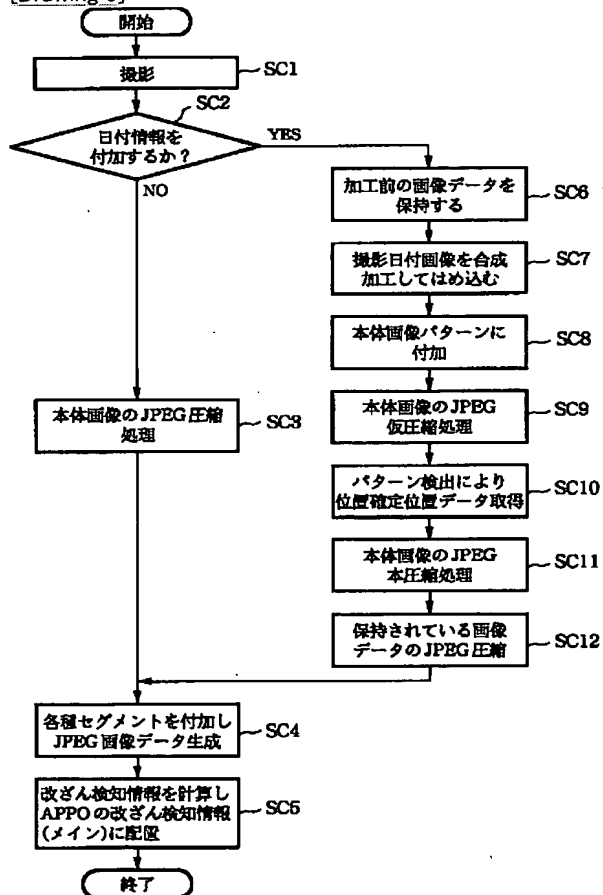 開始
撮影
SC1
SC2
日付情報を
付加するか？
YES
NO
加工前の画像データを
保持する
SC6
撮影日付画像を合成
加工してはめ込む
SC7
本体画像パターンに
付加
SC8
本体画像のJPEG圧縮
処理
SC3
本体画像のJPEG
仮圧縮処理
SC9
パターン検出により
位置確定位置データ取得
SC10
本体画像のJPEG
本圧縮処理
SC11
保持されている画像
データのJPEG圧縮
SC12
各種セグメントを付加し
JPEG画像データ生成
SC4
改ざん検知情報を計算し
APP0の改ざん検知情報
(メイン)に配置
SC5
終了